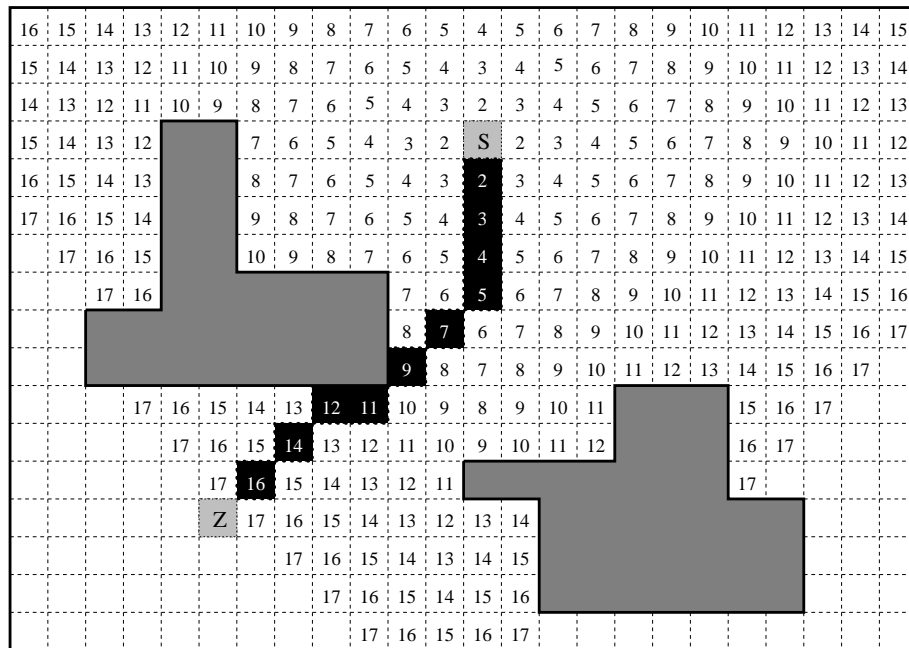 16 15 14 13 12 11 10 9 8 7 6 5 4 5 6 7 8 9 10 11 12 13 14 15
15 14 13 12 11 10 9 8 7 6 5 4 3 4 5 6 7 8 9 10 11 12 13 14
14 13 12 11 10 9 8 7 6 5 4 3 2 3 4 5 6 7 8 9 10 11 12 13
15 14 13 12 7 6 5 4 3 2 S 2 3 4 5 6 7 8 9 10 11 12
16 15 14 13 8 7 6 5 4 3 2 3 4 5 6 7 8 9 10 11 12 13
17 16 15 14 9 8 7 6 5 4 3 4 5 6 7 8 9 10 11 12 13 14
17 16 15 10 9 8 7 6 5 4 5 6 7 8 9 10 11 12 13 14 15
17 16 7 6 5 6 7 8 9 10 11 12 13 14 15 16
8 7 6 7 8 9 10 11 12 13 14 15 16 17
9 8 7 8 9 10 11 12 13 14 15 16 17
17 16 15 14 13 12 11 10 9 8 9 10 11 15 16 17
17 16 15 14 13 12 11 10 9 10 11 12 16 17
17 16 15 14 13 12 11 17
Z 17 16 15 14 13 12 13 14
17 16 15 14 13 14 15
17 16 15 14 15 16
17 16 15 16 17